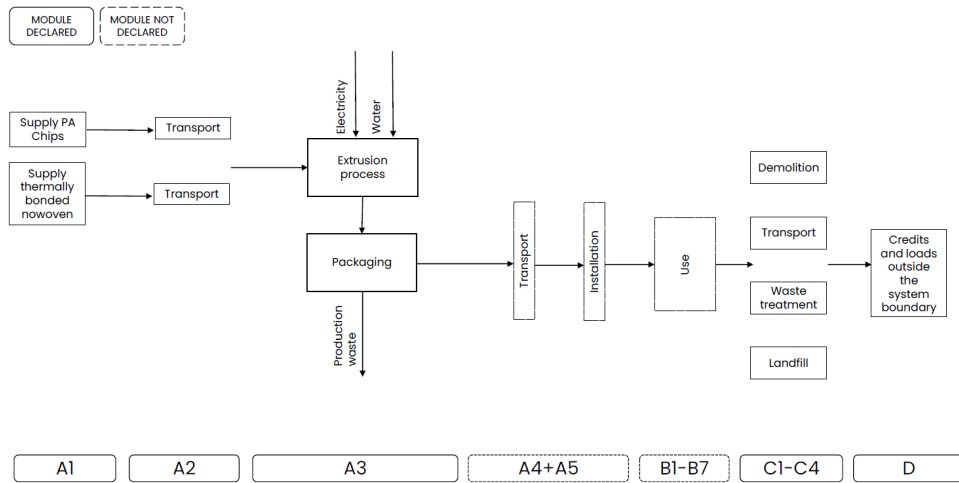 MODULE
DECLARED
MODULE NOT
DECLARED
Electricity
Water
Supply PA
Chips
Transport
Supply
thermally
bonded
nowoven
Transport
Extrusion
process
Packaging
Production
waste
Transport
Installation
Use
Demolition
Transport
Waste
treatment
Landfill
Credits
and loads
outside
the
system
boundary
A1
A2
A3
A4+A5
B1-B7
C1-C4
D